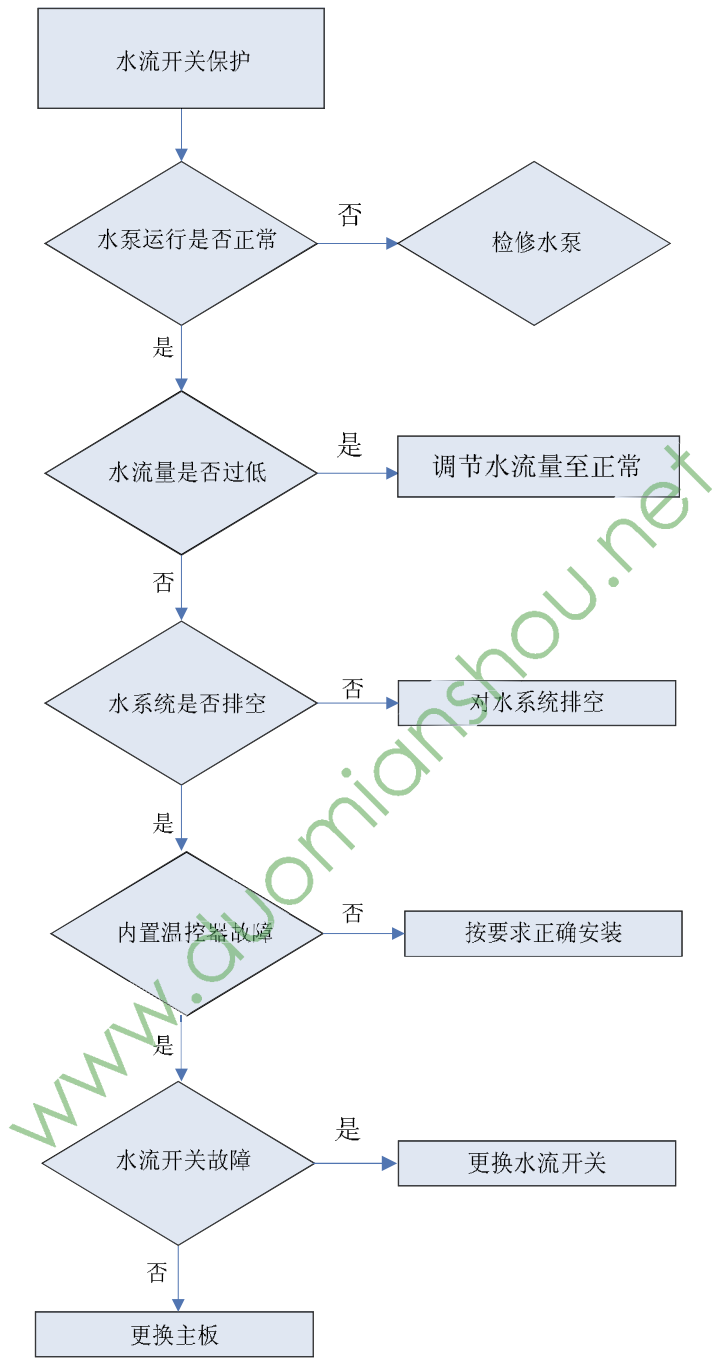 水流开关保护
水泵运行是否正常
否
检修水泵
是
水流量是否过低
是
调节水流量至正常
否
水系统是否排空
否
对水系统排空
是
内置温控器故障
否
按要求正确安装
是
水流开关故障
是
更换水流开关
否
更换主板
www.duomianshou.net